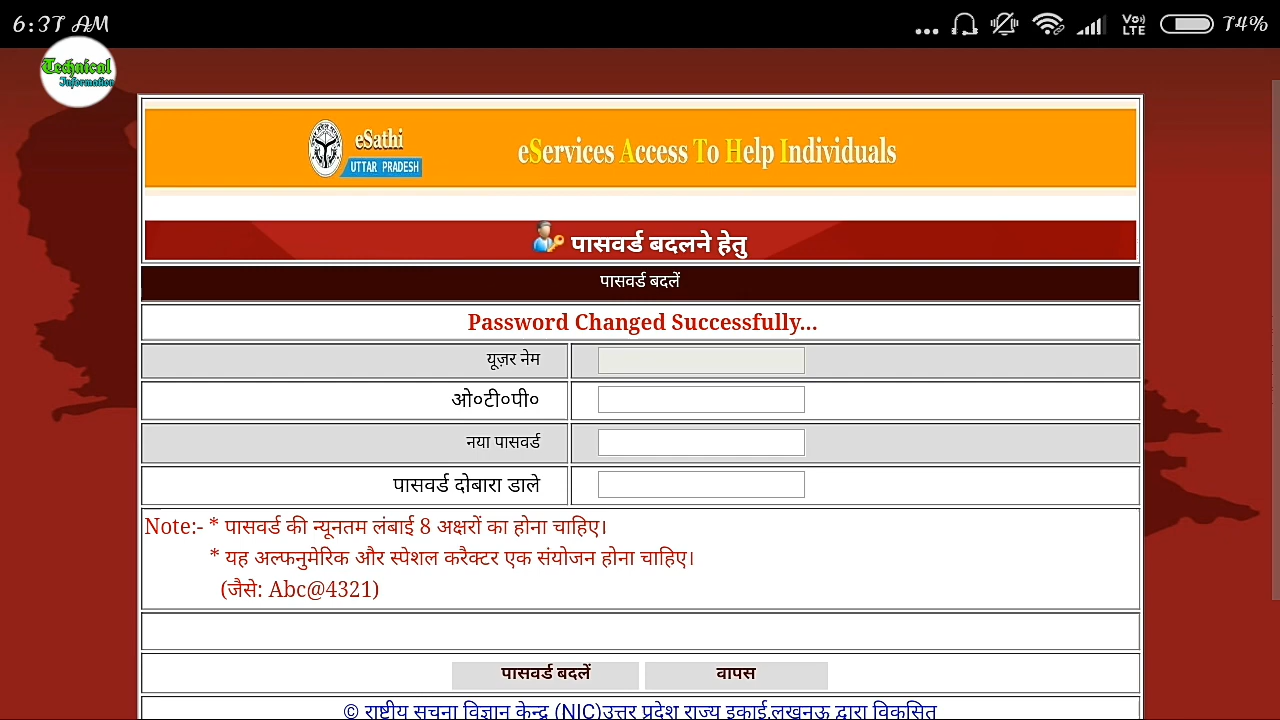 6:37 AM
Vo)) LTE
74%
Technical
Information
eSathi
UTTAR PRADESH
eServices Access To Help Individuals
पासवर्ड बदलने हेतु
पासवर्ड बदलें
Password Changed Successfully...
यूज़र नेम
ओ०टी०पी०
नया पासवर्ड
पासवर्ड दोबारा डाले
Note:- * पासवर्ड की न्यूनतम लंबाई 8 अक्षरों का होना चाहिए।
* यह अल्फनुमेरिक और स्पेशल करैक्टर एक संयोजन होना चाहिए।
(जैसे: Abc@4321)
पासवर्ड बदलें
वापस
© राष्ट्रीय सूचना विज्ञान केन्द्र (NIC)उत्तर प्रदेश राज्य इकाई,लखनऊ द्वारा विकसित